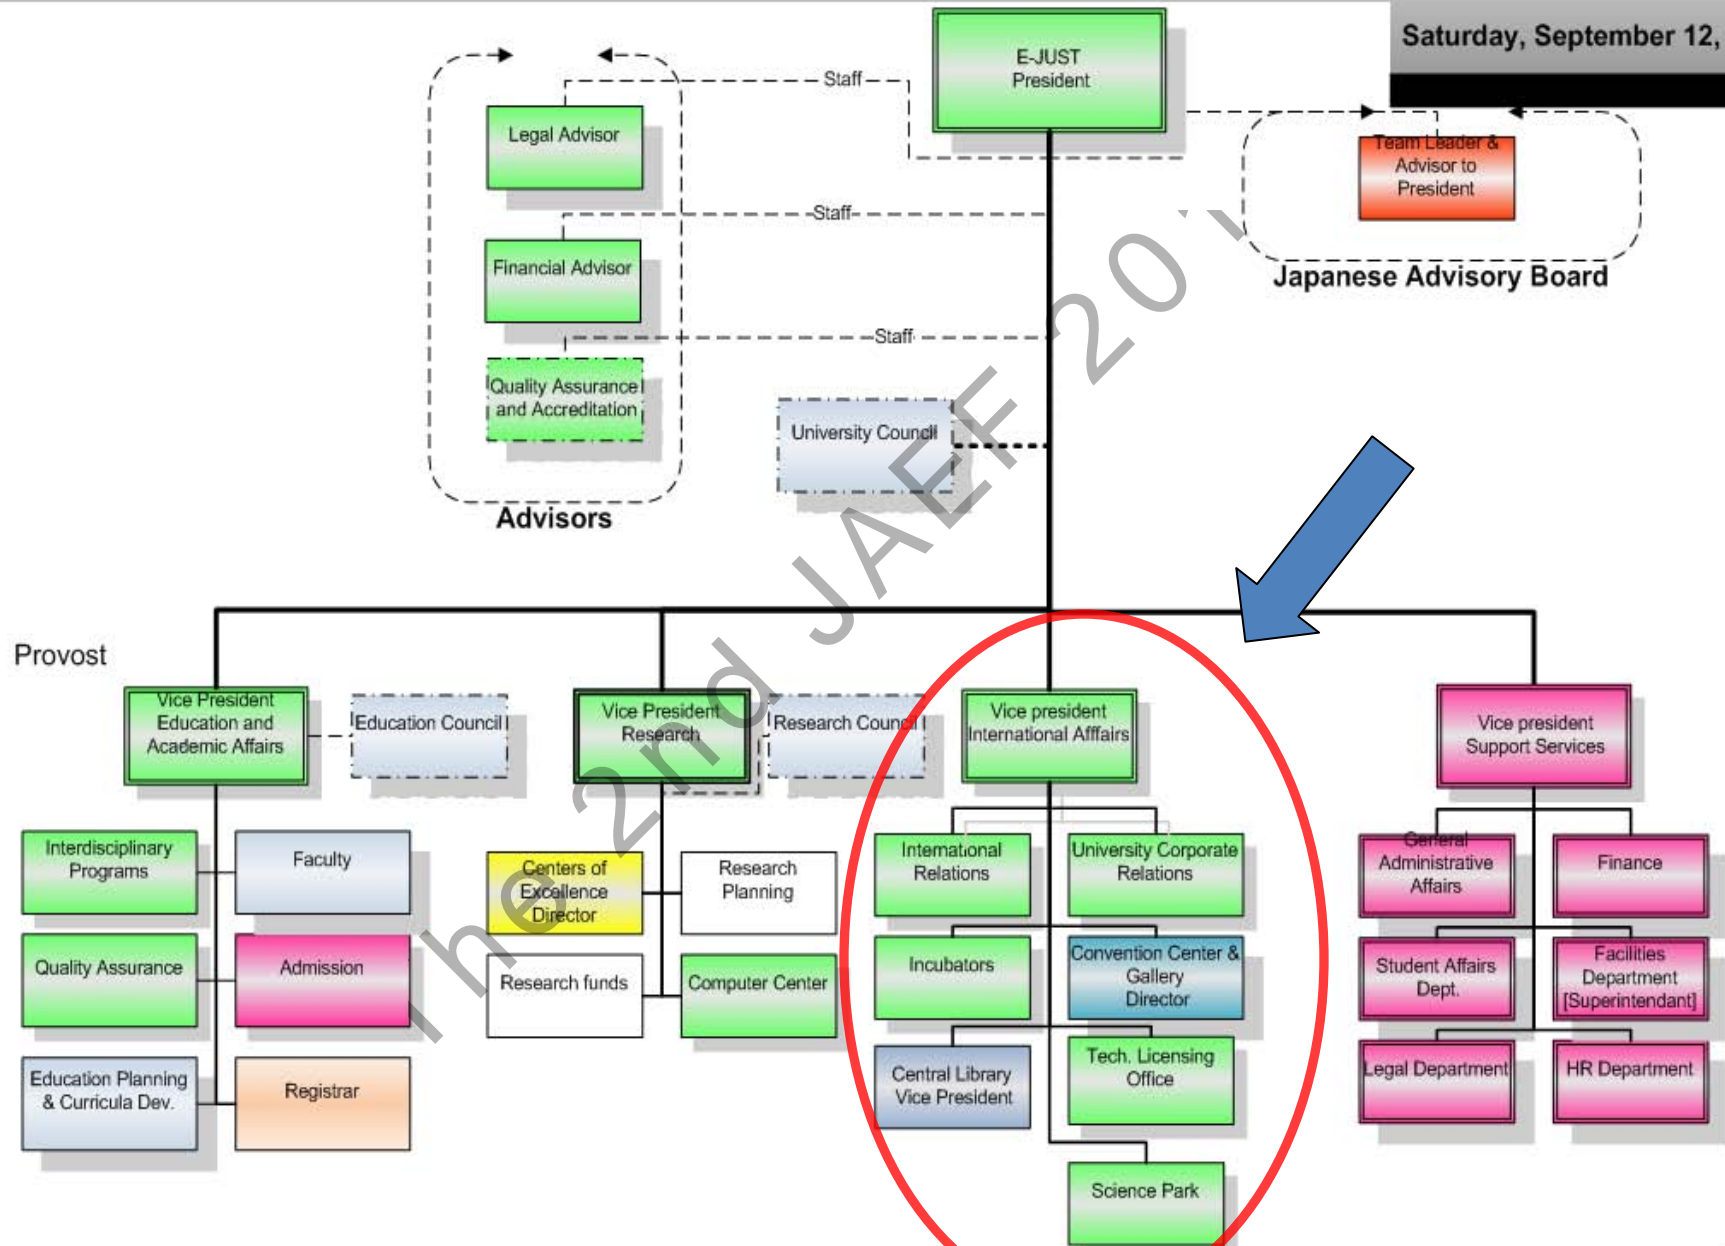 Saturday, September 12,
E-JUST
President
Staff
Legal Advisor
Team Leader &
Advisor to
President
Staff
Financial Advisor
Japanese Advisory Board
Staff
Quality Assurance
and Accreditation
University Council
Advisors
The 2nd JAEF 201
Provost
Vice President
Education and
Academic Affairs
Education Council
Vice President
Research
Research Council
Vice president
International Afffairs
Vice president
Support Services
Interdisciplinary
Programs
Faculty
Centers of
Excellence
Director
Research
Planning
International
Relations
University Corporate
Relations
General
Administrative
Affairs
Finance
Quality Assurance
Admission
Research funds
Computer Center
Incubators
Convention Center &
Gallery
Director
Student Affairs
Dept.
Facilities
Department
[Superintendant]
Education Planning
& Curricula Dev.
Registrar
Central Library
Vice President
Tech. Licensing
Office
Legal Department
HR Department
Science Park